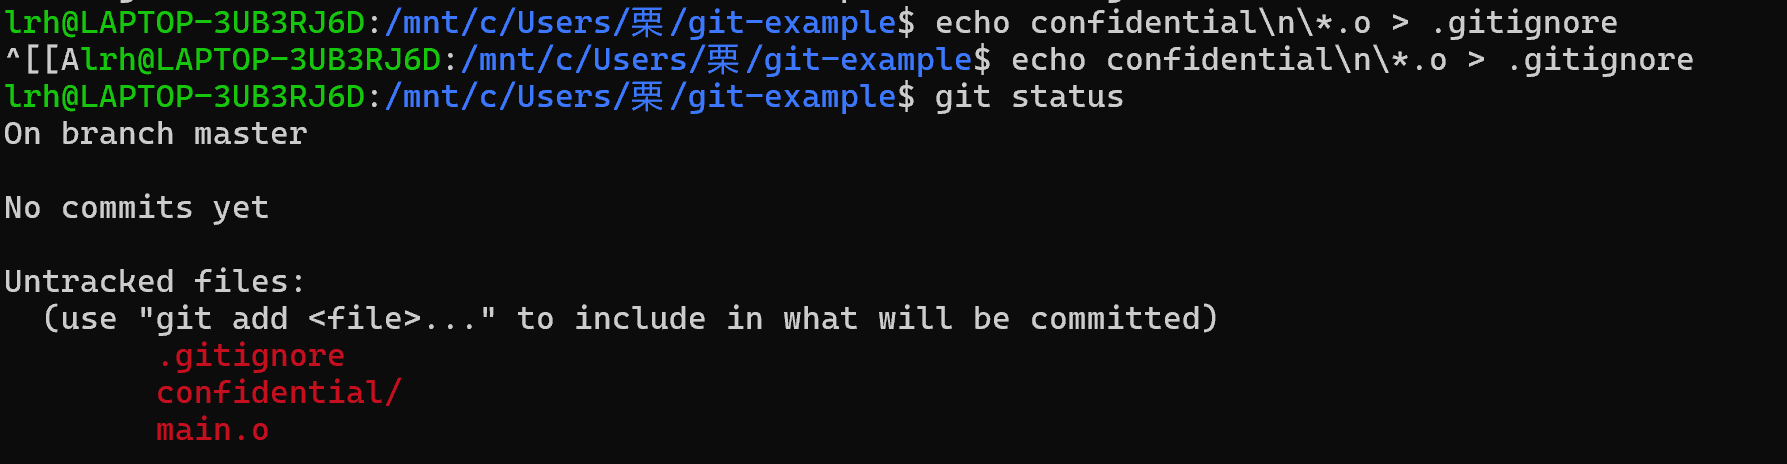 lrh@LAPTOP-3UB3RJ6D:/mnt/c/Users/栗/git-example$ echo confidential\n\*.o > .gitignore
^[[Alrh@LAPTOP-3UB3RJ6D:/mnt/c/Users/栗/git-example$ echo confidential\n\*.o > .gitignore
lrh@LAPTOP-3UB3RJ6D:/mnt/c/Users/栗/git-example$ git status
On branch master
No commits yet
Untracked files:
(use "git add <file>..." to include in what will be committed)
.gitignore
confidential/
main.o